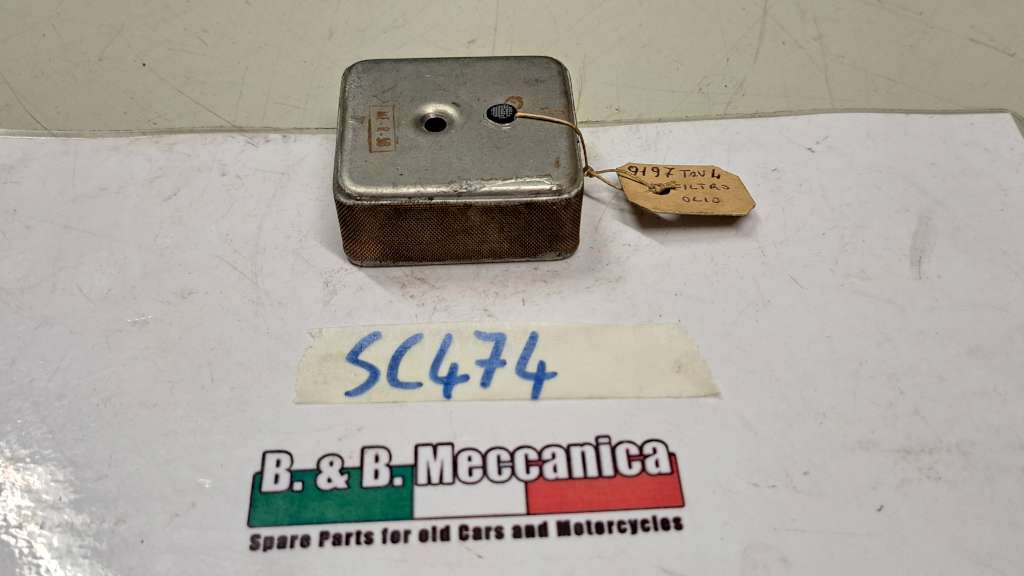 9197 TAV 4
FILTRO
OLIO
SC474
B. & B. Meccanica
Spare Parts for old Cars and Motorcycles